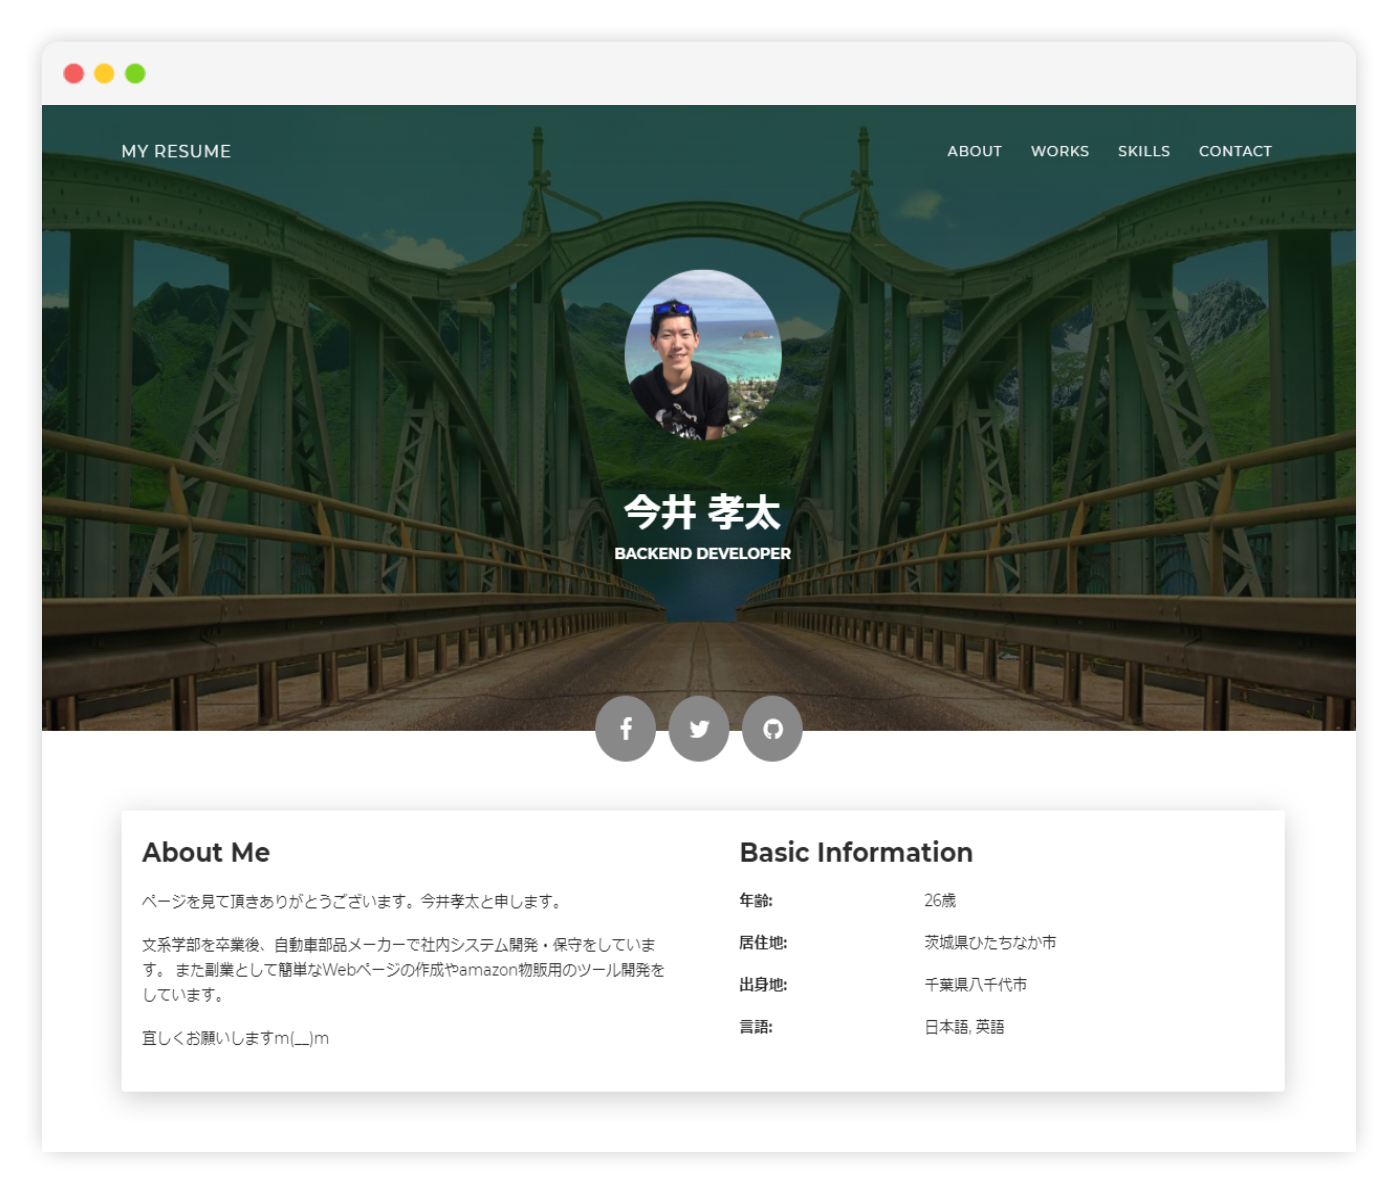 MY RESUME
ABOUT WORKS SKILLS CONTACT
今井 孝太
BACKEND DEVELOPER
About Me
ページを見て頂きありがとうございます。今井孝太と申します。
文系学部を卒業後、自動車部品メーカーで社内システム開発・保守をしていま
す。 また副業として簡単なWebページの作成やamazon物販用のツール開発を
しています。
宜しくお願いしますm(__)m
Basic Information
年齢: 26歳
居住地: 茨城県ひたちなか市
出身地: 千葉県八千代市
言語: 日本語, 英語